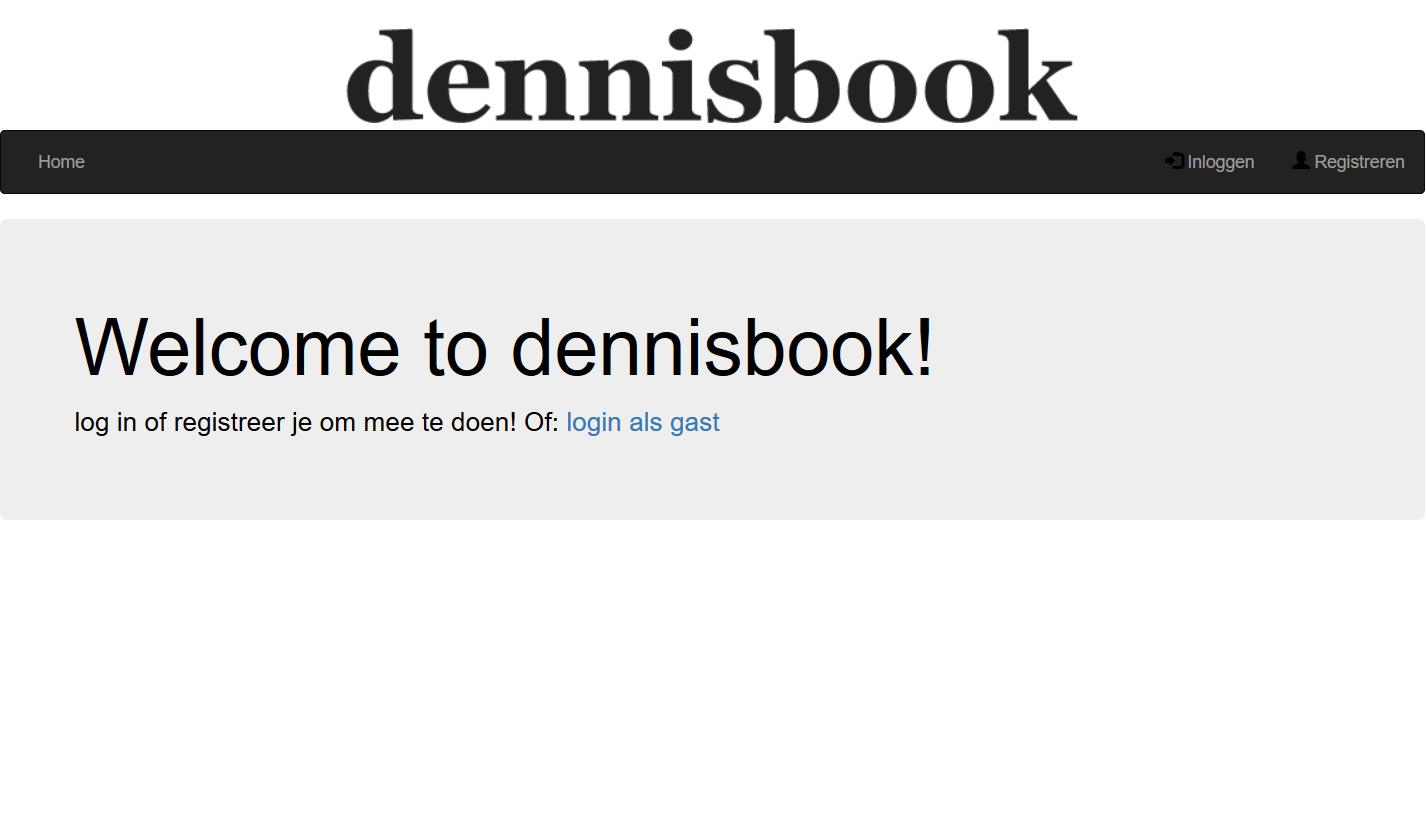 dennisbook
Home Inloggen Registreren
Welcome to dennisbook!
log in of registreer je om mee te doen! Of: login als gast